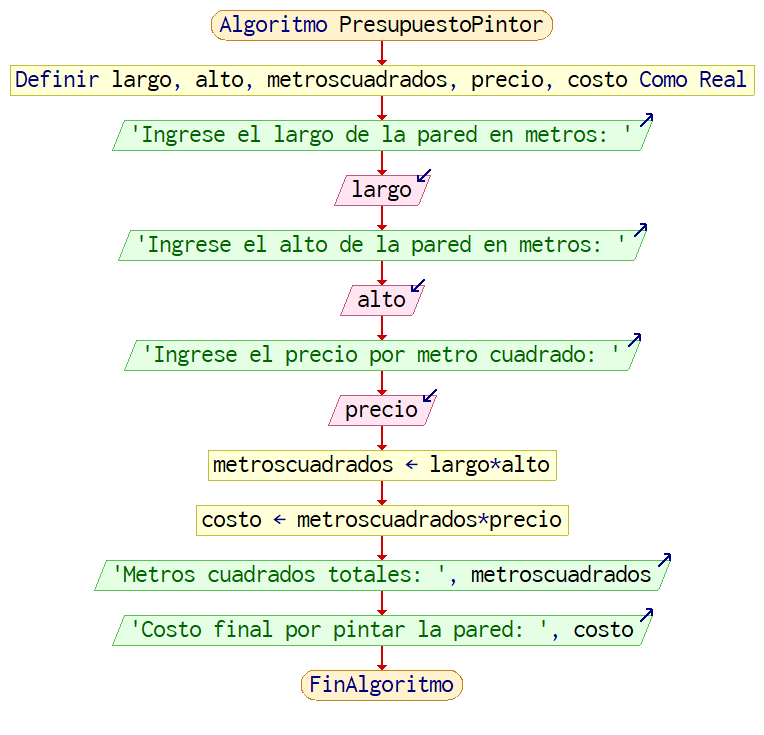 Algoritmo PresupuestoPintor
Definir largo, alto, metroscuadrados, precio, costo Como Real
'Ingrese el largo de la pared en metros: '
largo
'Ingrese el alto de la pared en metros: '
alto
'Ingrese el precio por metro cuadrado: '
precio
metroscuadrados ← largo*alto
costo ← metroscuadrados*precio
'Metros cuadrados totales: ', metroscuadrados
'Costo final por pintar la pared: ', costo
FinAlgoritmo